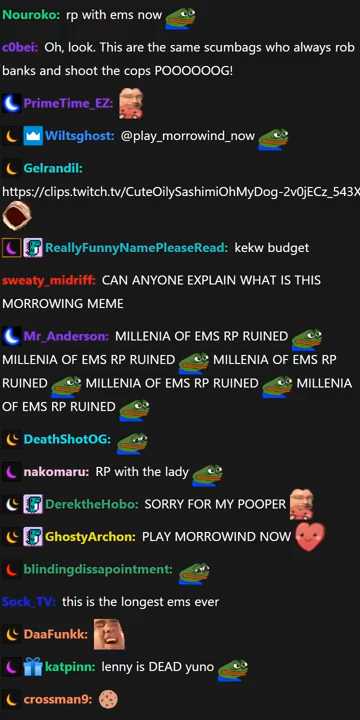 Nouroko: rp with ems now
c0bei: Oh, look. This are the same scumbags who always rob
banks and shoot the cops POOOOOOG!
PrimeTime_EZ:
Wiltsghost: @play_morrowind_now
Gelrandil:
https://clips.twitch.tv/CuteOilySashimiOhMyDog-2v0jECz_543X
ReallyFunnyNamePleaseRead: kekw budget
sweaty_midriff: CAN ANYONE EXPLAIN WHAT IS THIS
MORROWING MEME
Mr_Anderson: MILLENIA OF EMS RP RUINED
MILLENIA OF EMS RP RUINED MILLENIA OF EMS RP
RUINED MILLENIA OF EMS RP RUINED MILLENIA
OF EMS RP RUINED
DeathShotOG:
nakomaru: RP with the lady
DerektheHobo: SORRY FOR MY POOPER
GhostyArchon: PLAY MORROWIND NOW
blindingdissapointment:
Sock_TV: this is the longest ems ever
DaaFunkk:
katpinn: lenny is DEAD yuno
crossman9: